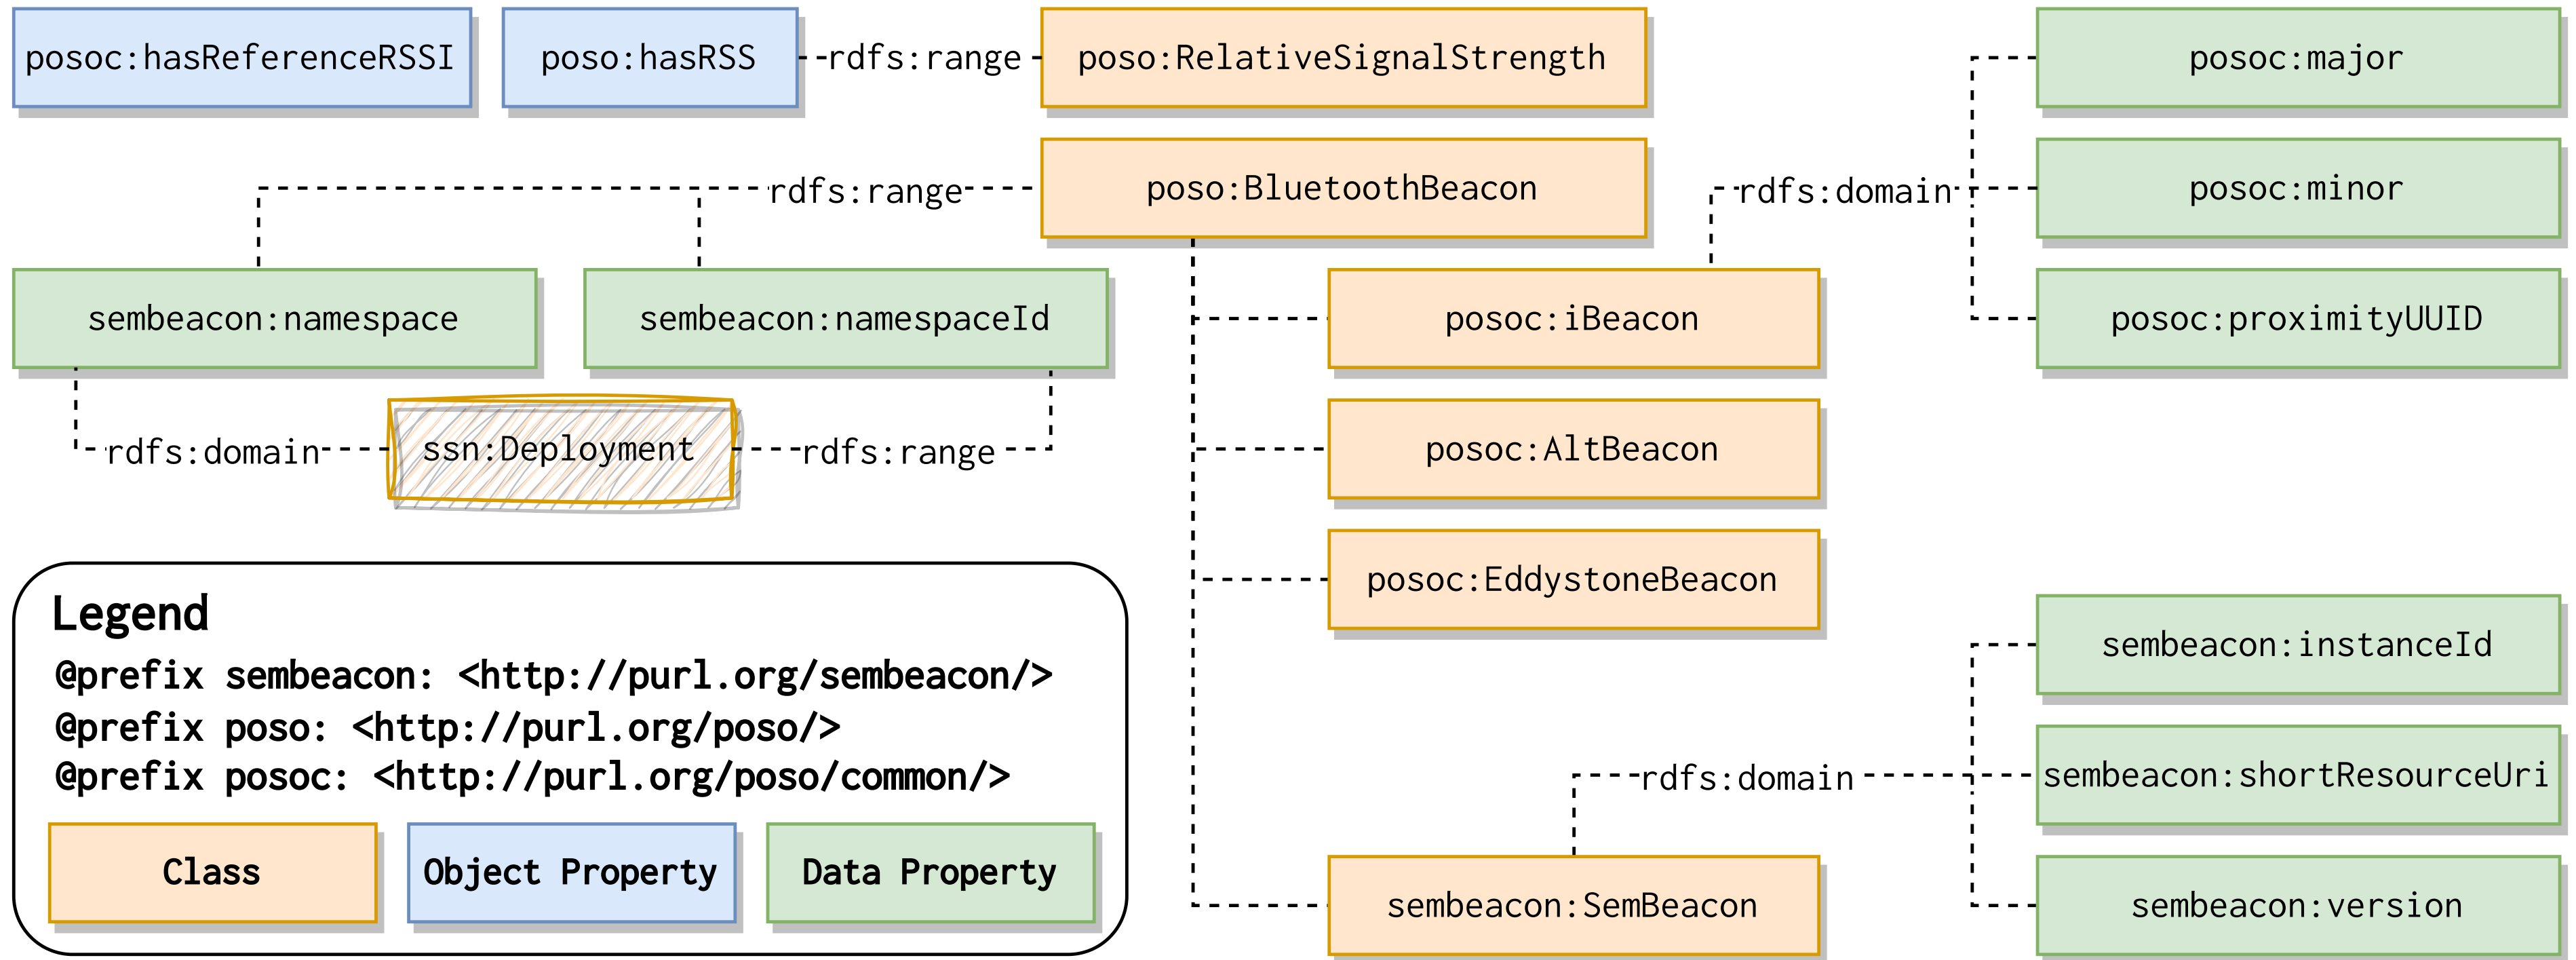 posoc:hasReferenceRSSI
poso:hasRSS
rdfs:range
poso:RelativeSignalStrength
posoc:major
poso:BluetoothBeacon
rdfs:range
rdfs:domain
posoc:minor
sembeacon:namespace
sembeacon:namespaceId
posoc:iBeacon
posoc:proximityUUID
rdfs:domain
ssn:Deployment
rdfs:range
posoc:AltBeacon
posoc:EddystoneBeacon
Legend
@prefix sembeacon: <http://purl.org/sembeacon/>
@prefix poso: <http://purl.org/poso/>
@prefix posoc: <http://purl.org/poso/common/>
Class
Object Property
Data Property
sembeacon:instanceId
rdfs:domain
sembeacon:shortResourceUri
sembeacon:SemBeacon
sembeacon:version